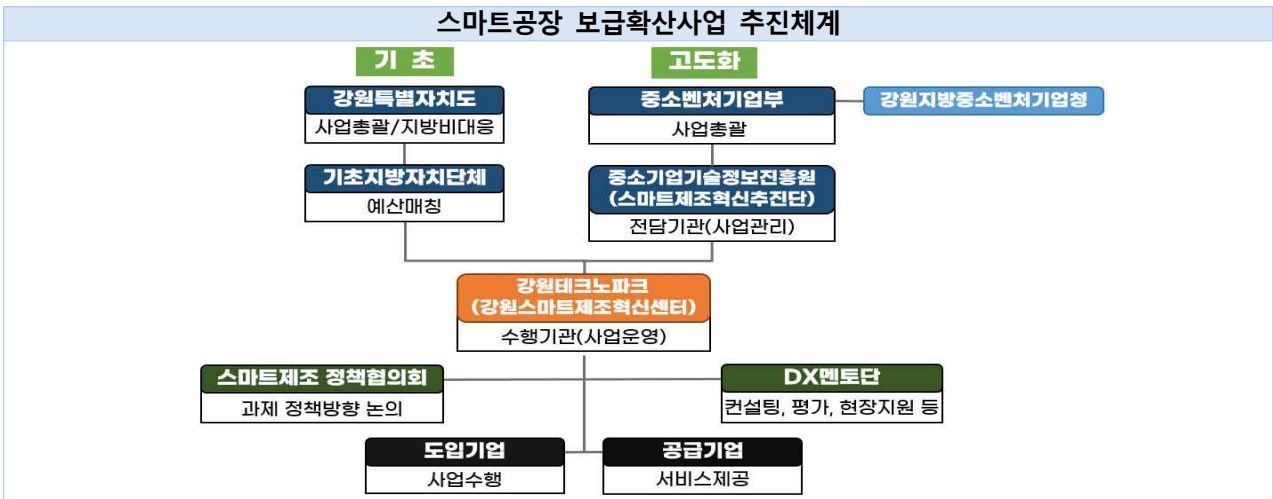 스마트공장 보급확산사업 추진체계
기 초
고도화
강원특별자치도
사업총괄/지방비대응
중소벤처기업부
사업총괄
강원지방중소벤처기업청
기초지방자치단체
예산매칭
중소기업기술정보진흥원
(스마트제조혁신추진단)
전담기관(사업관리)
강원테크노파크
(강원스마트제조혁신센터)
수행기관(사업운영)
스마트제조 정책협의회
과제 정책방향 논의
DX멘토단
컨설팅, 평가, 현장지원 등
도입기업
사업수행
공급기업
서비스제공